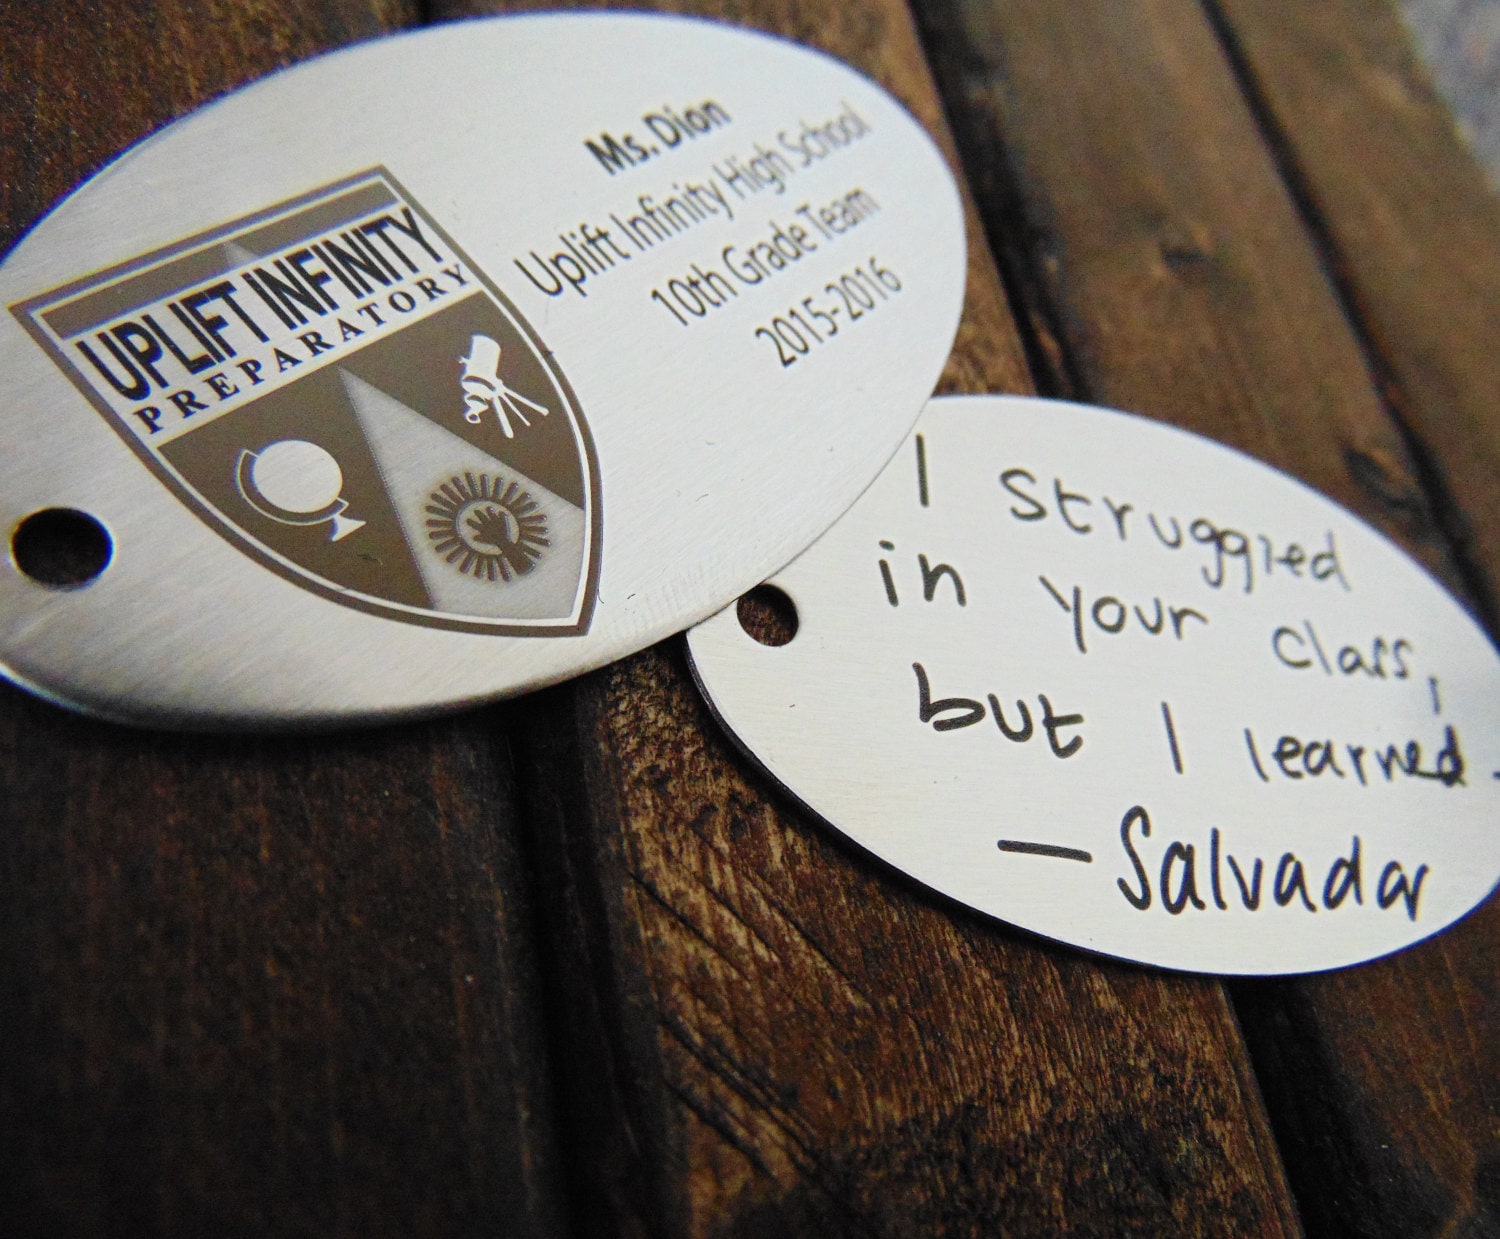 UPLIFT INFINITY
PREPARATORY
Ms. Dion
Uplift Infinity High School
10th Grade Team
2015-2016
I struggled
in your class,
but I learned.
— Salvador